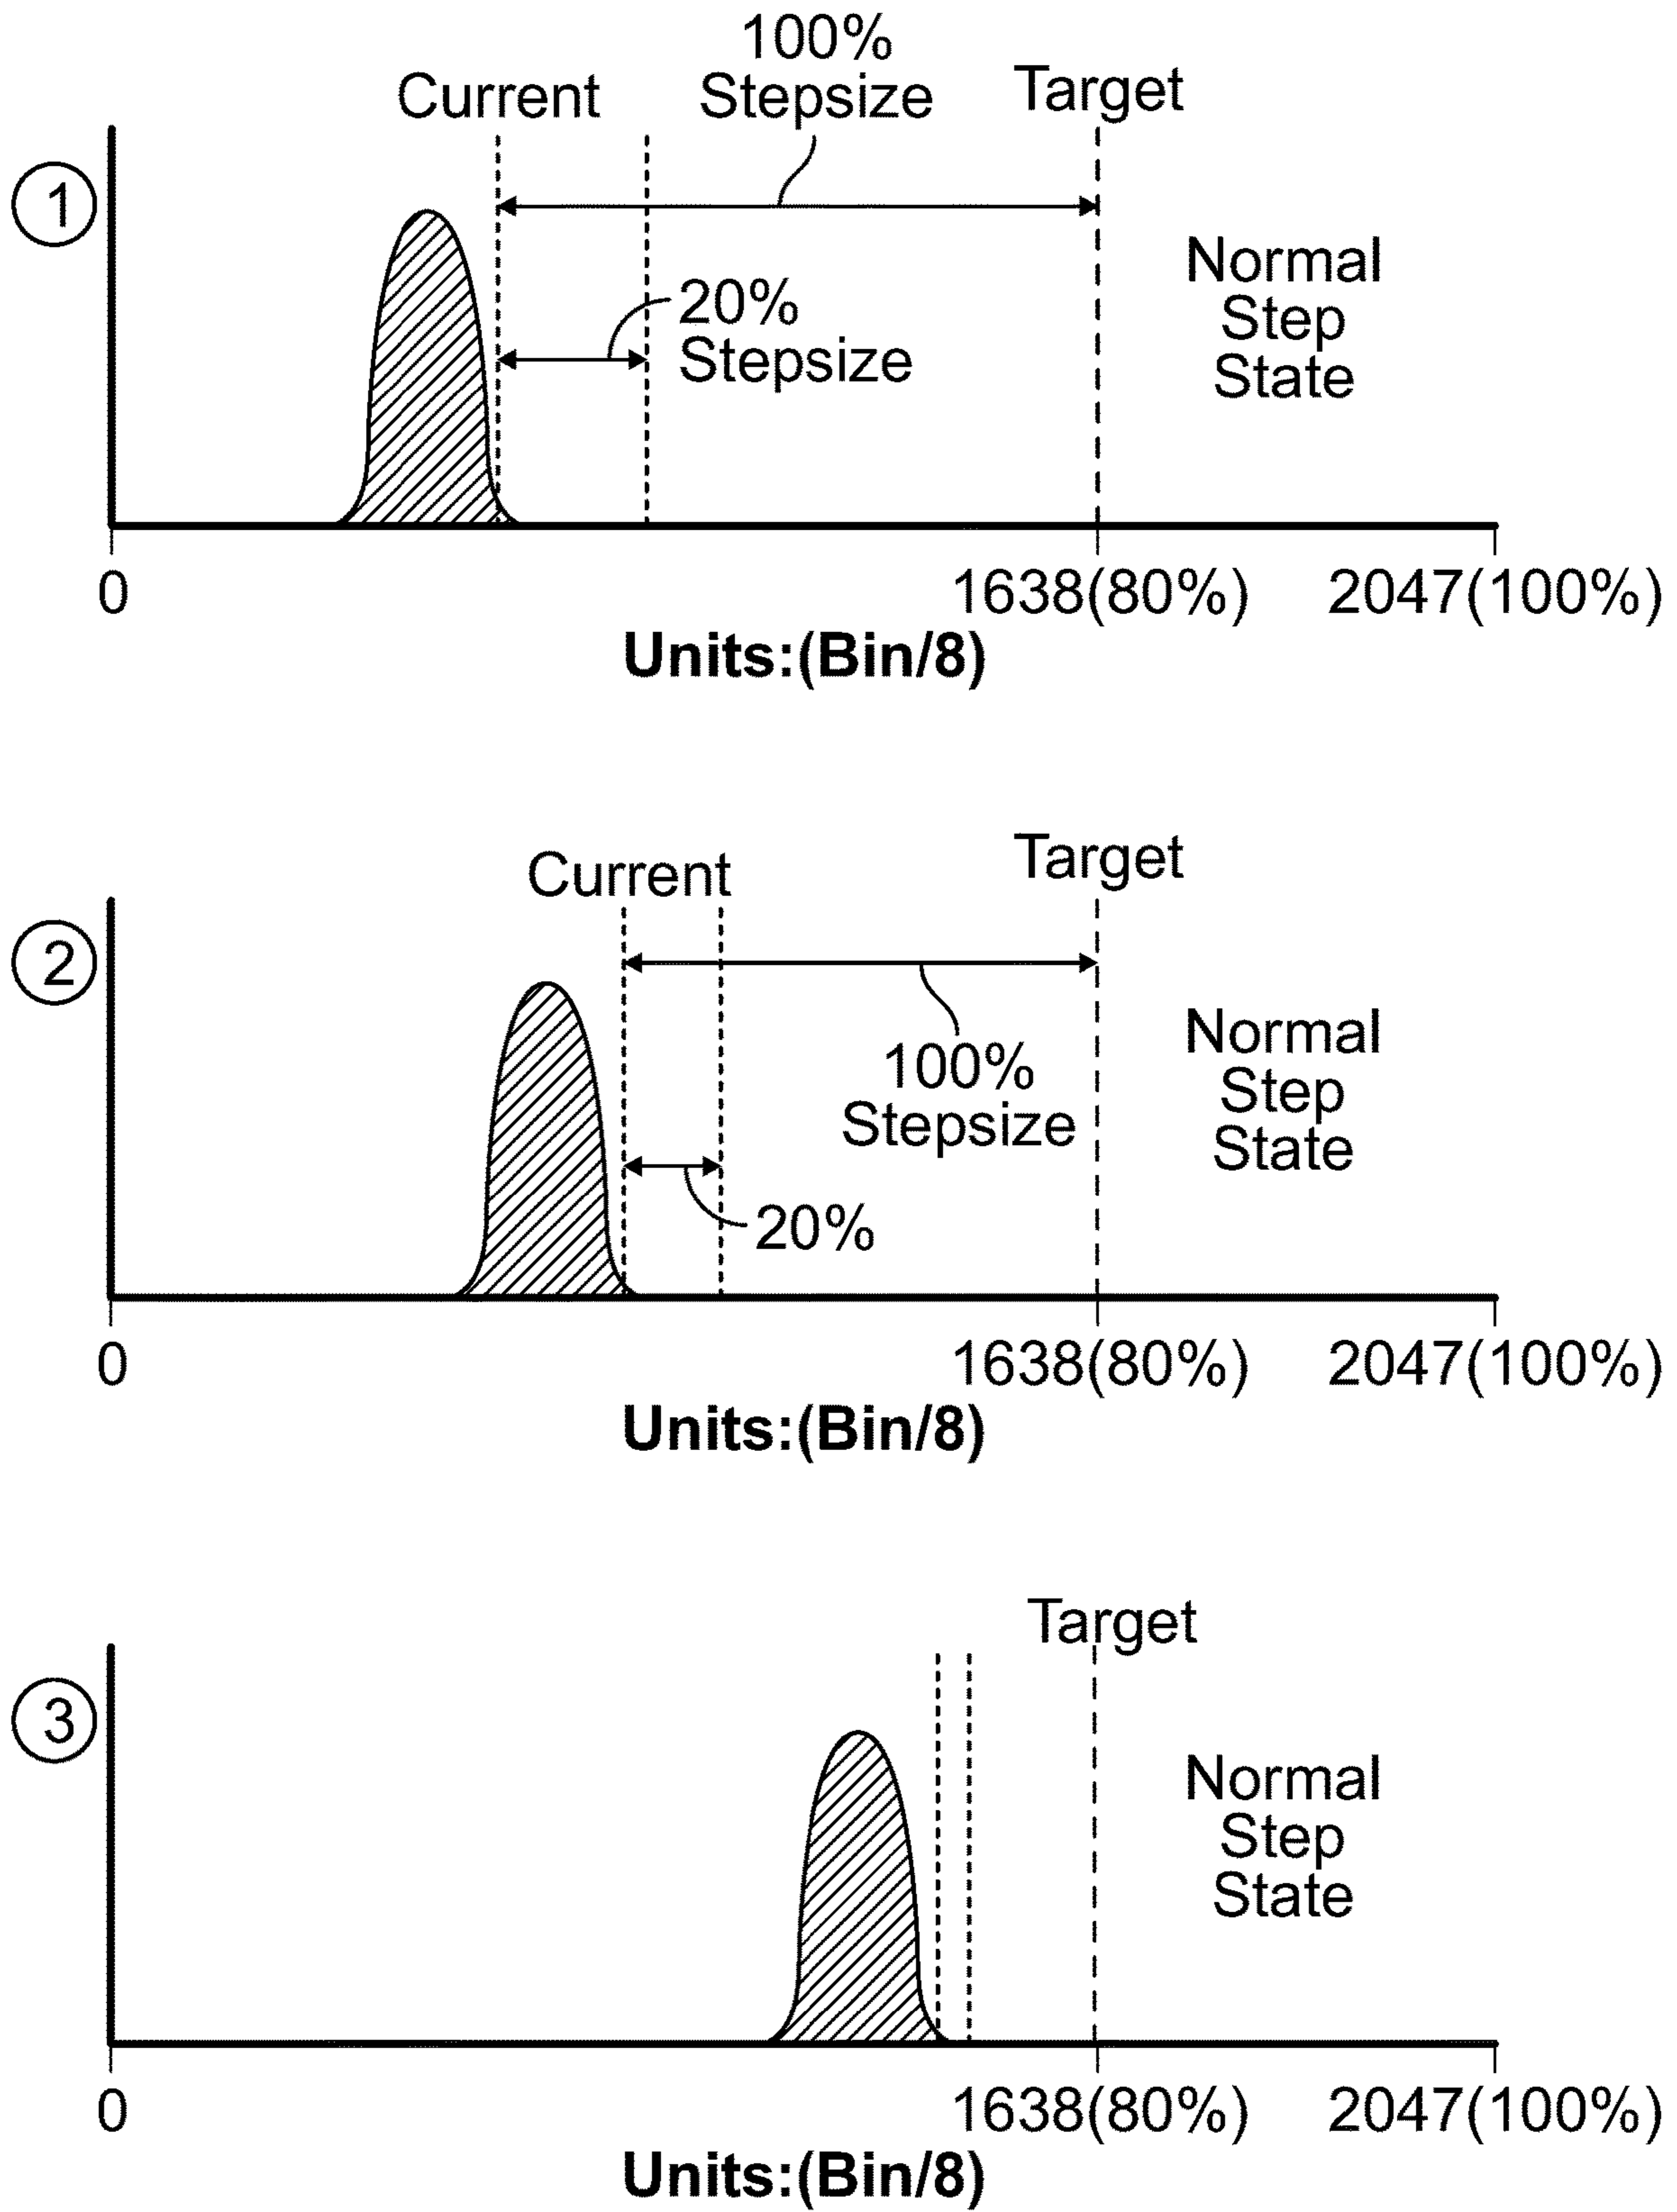 100%
Current Stepsize Target
1
Normal
Step
State
20%
Stepsize
0 1638(80%) 2047(100%)
Units:(Bin/8)
Current Target
2
Normal
Step
State
100%
Stepsize
20%
0 1638(80%) 2047(100%)
Units:(Bin/8)
Target
3
Normal
Step
State
0 1638(80%) 2047(100%)
Units:(Bin/8)